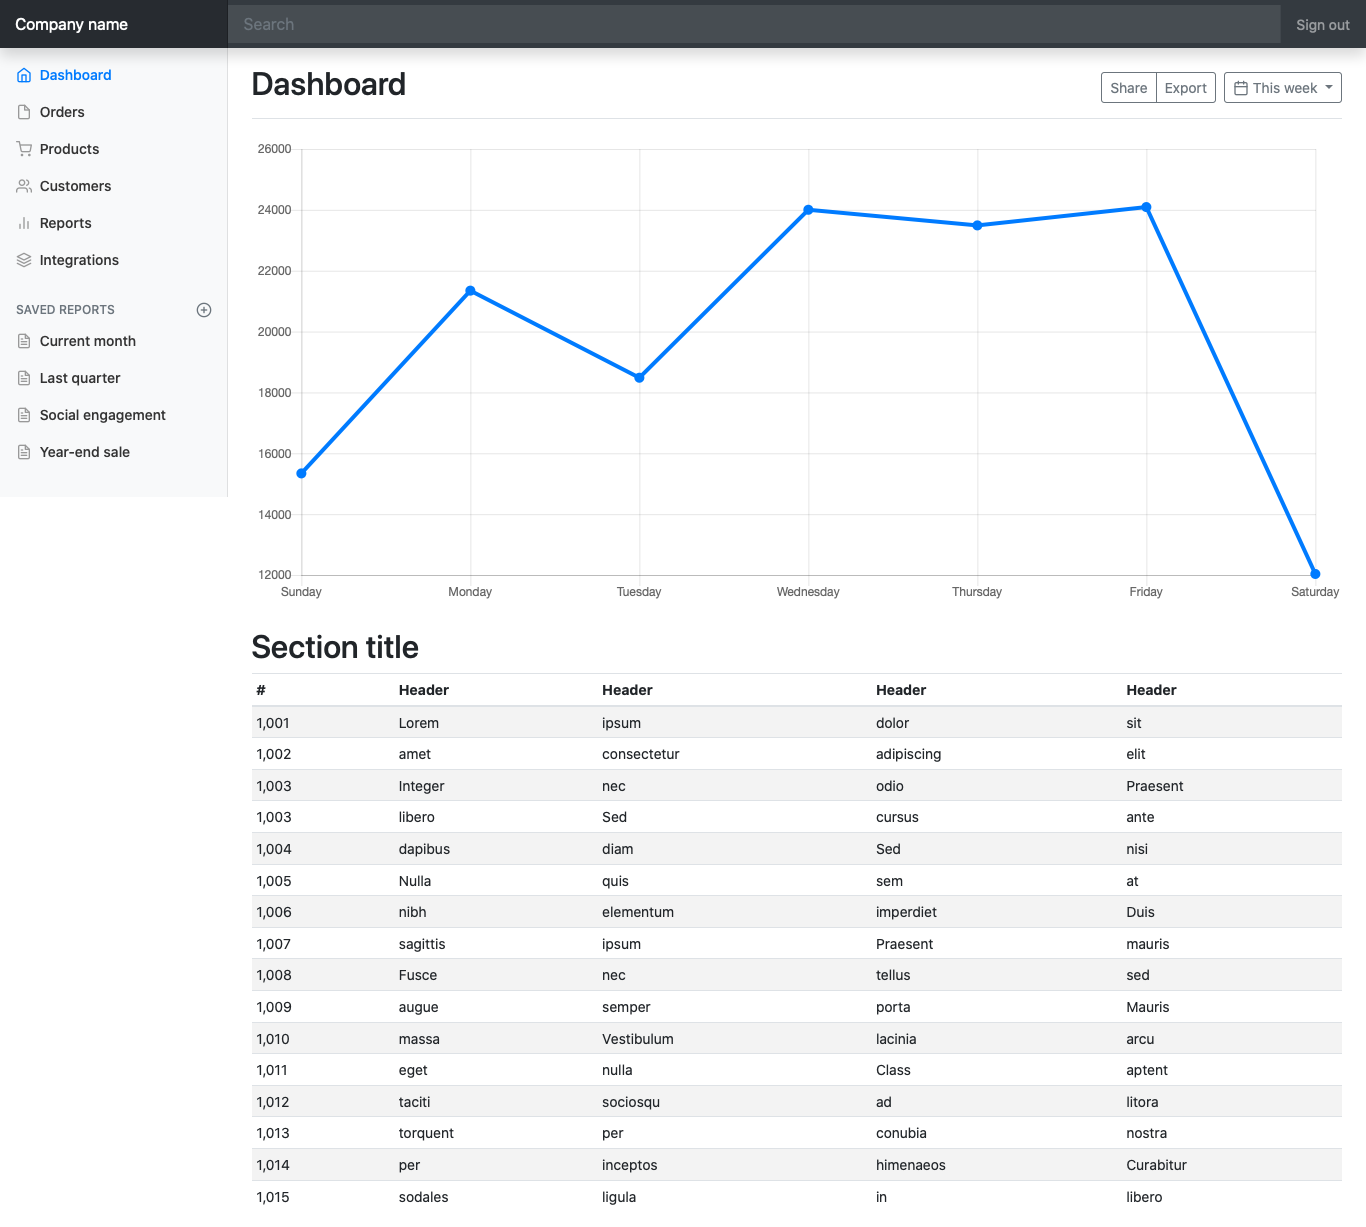 Company name
Search
Sign out
Dashboard
Orders
Products
Customers
Reports
Integrations
SAVED REPORTS
Current month
Last quarter
Social engagement
Year-end sale
Dashboard
Share Export This week
26000
24000
22000
20000
18000
16000
14000
12000
Sunday Monday Tuesday Wednesday Thursday Friday Saturday
Section title
# Header Header Header Header
1,001 Lorem ipsum dolor sit
1,002 amet consectetur adipiscing elit
1,003 Integer nec odio Praesent
1,003 libero Sed cursus ante
1,004 dapibus diam Sed nisi
1,005 Nulla quis sem at
1,006 nibh elementum imperdiet Duis
1,007 sagittis ipsum Praesent mauris
1,008 Fusce nec tellus sed
1,009 augue semper porta Mauris
1,010 massa Vestibulum lacinia arcu
1,011 eget nulla Class aptent
1,012 taciti sociosqu ad litora
1,013 torquent per conubia nostra
1,014 per inceptos himenaeos Curabitur
1,015 sodales ligula in libero